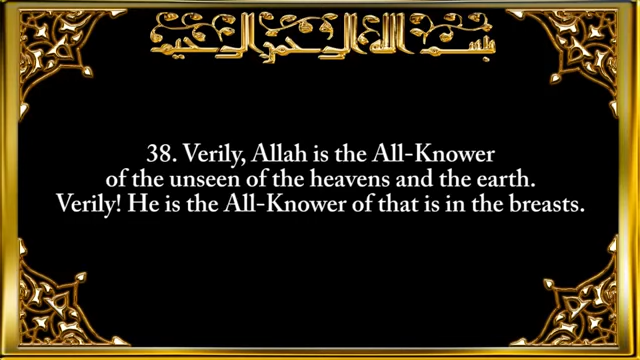 بسم الله الرحمن الرحيم
38. Verily, Allah is the All-Knower
of the unseen of the heavens and the earth.
Verily! He is the All-Knower of that is in the breasts.